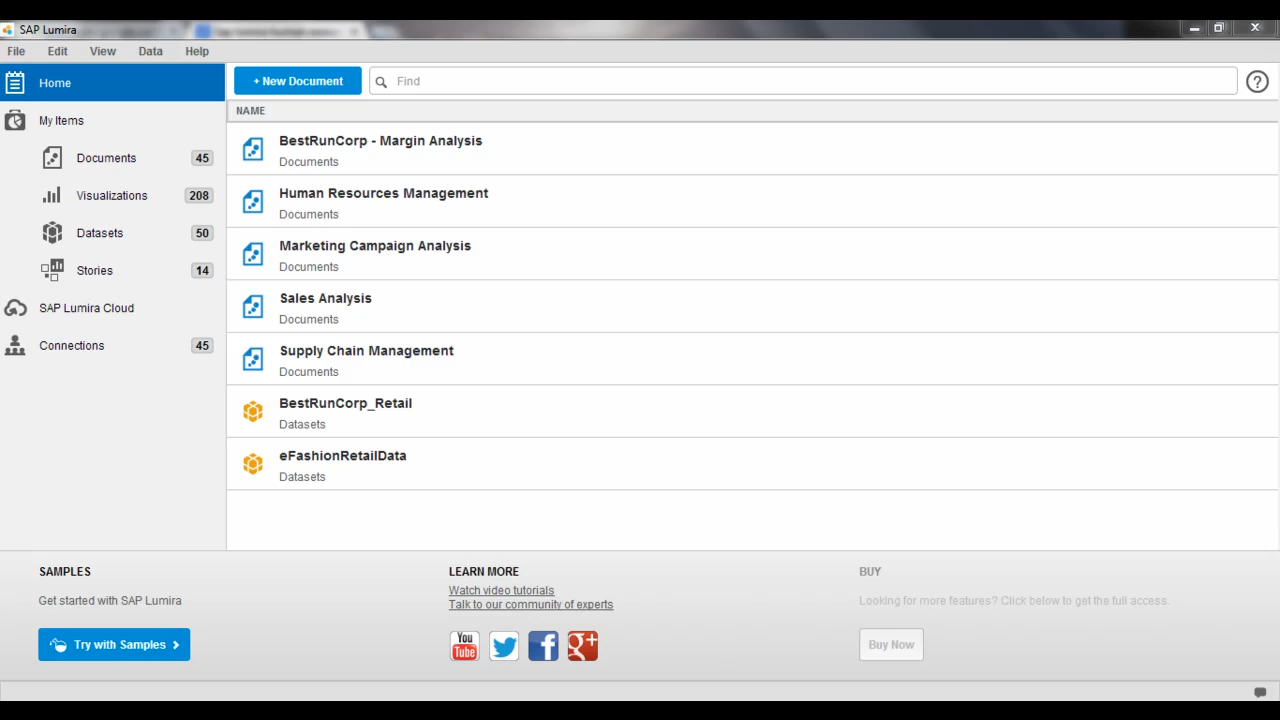 SAP Lumira
File Edit View Data Help
Home
+ New Document
Find
?
My Items
Documents 45
Visualizations 208
Datasets 50
Stories 14
SAP Lumira Cloud
Connections 45
NAME
BestRunCorp - Margin Analysis
Documents
Human Resources Management
Documents
Marketing Campaign Analysis
Documents
Sales Analysis
Documents
Supply Chain Management
Documents
BestRunCorp_Retail
Datasets
eFashionRetailData
Datasets
SAMPLES
Get started with SAP Lumira
Try with Samples
LEARN MORE
Watch video tutorials
Talk to our community of experts
You Tube
g+
BUY
Looking for more features? Click below to get the full access.
Buy Now